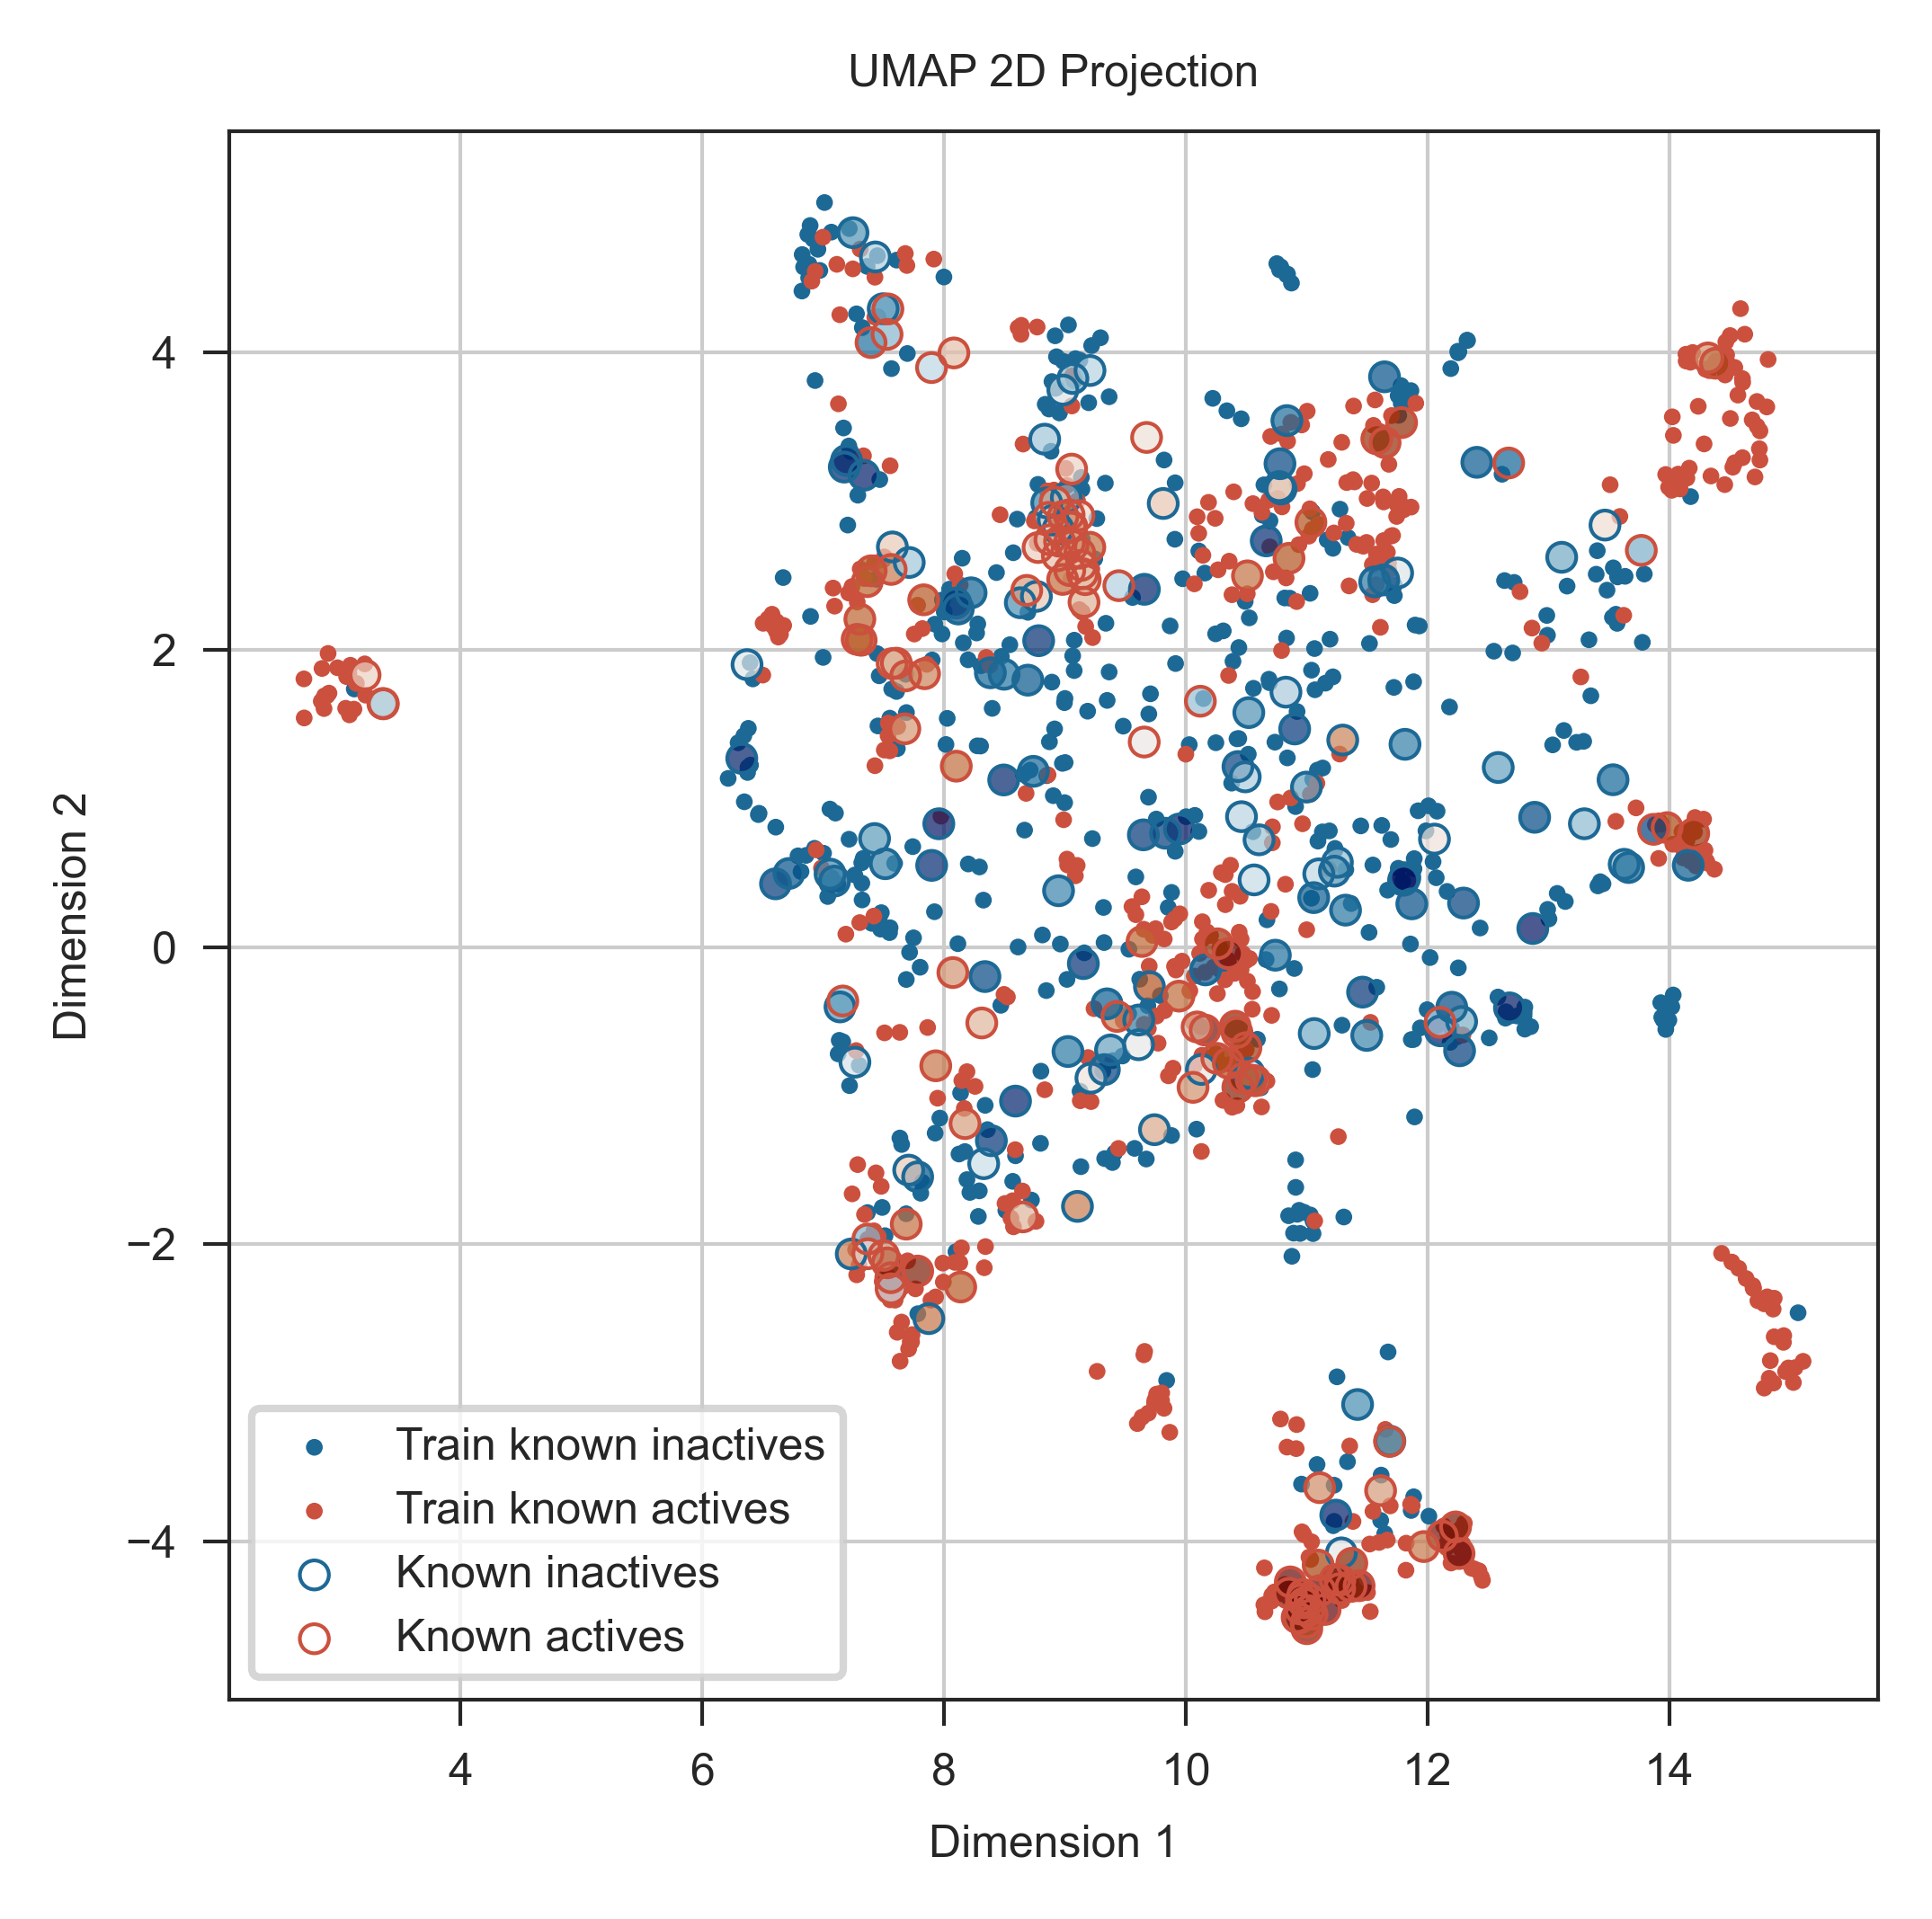 UMAP 2D Projection
4
2
0
−2
−4
Dimension 2
Train known inactives
Train known actives
Known inactives
Known actives
4 6 8 10 12 14
Dimension 1